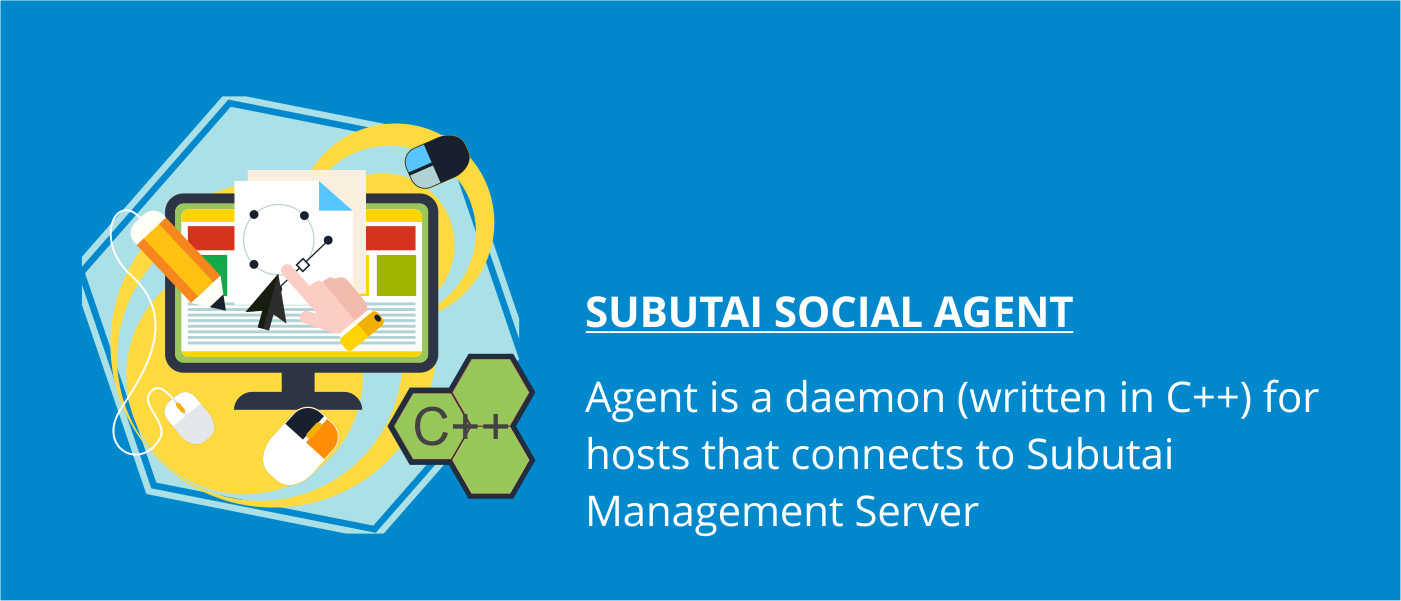 SUBUTAI SOCIAL AGENT
Agent is a daemon (written in C++) for
hosts that connects to Subutai
Management Server
C++